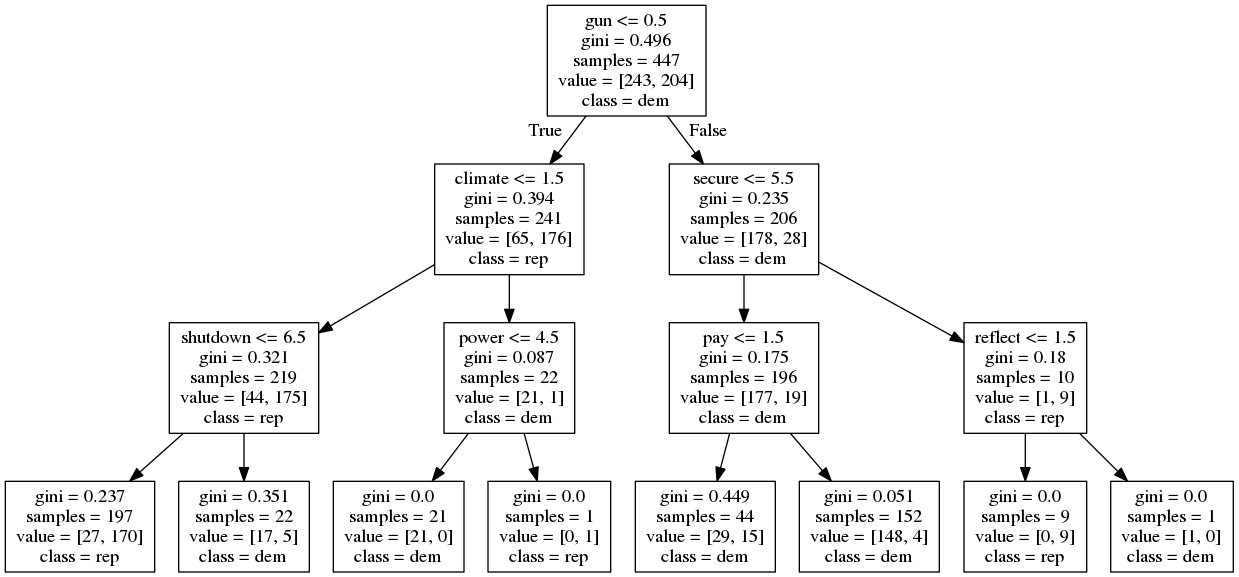 gun <= 0.5
gini = 0.496
samples = 447
value = [243, 204]
class = dem
True
False
climate <= 1.5
gini = 0.394
samples = 241
value = [65, 176]
class = rep
secure <= 5.5
gini = 0.235
samples = 206
value = [178, 28]
class = dem
shutdown <= 6.5
gini = 0.321
samples = 219
value = [44, 175]
class = rep
power <= 4.5
gini = 0.087
samples = 22
value = [21, 1]
class = dem
pay <= 1.5
gini = 0.175
samples = 196
value = [177, 19]
class = dem
reflect <= 1.5
gini = 0.18
samples = 10
value = [1, 9]
class = rep
gini = 0.237
samples = 197
value = [27, 170]
class = rep
gini = 0.351
samples = 22
value = [17, 5]
class = dem
gini = 0.0
samples = 21
value = [21, 0]
class = dem
gini = 0.0
samples = 1
value = [0, 1]
class = rep
gini = 0.449
samples = 44
value = [29, 15]
class = dem
gini = 0.051
samples = 152
value = [148, 4]
class = dem
gini = 0.0
samples = 9
value = [0, 9]
class = rep
gini = 0.0
samples = 1
value = [1, 0]
class = dem